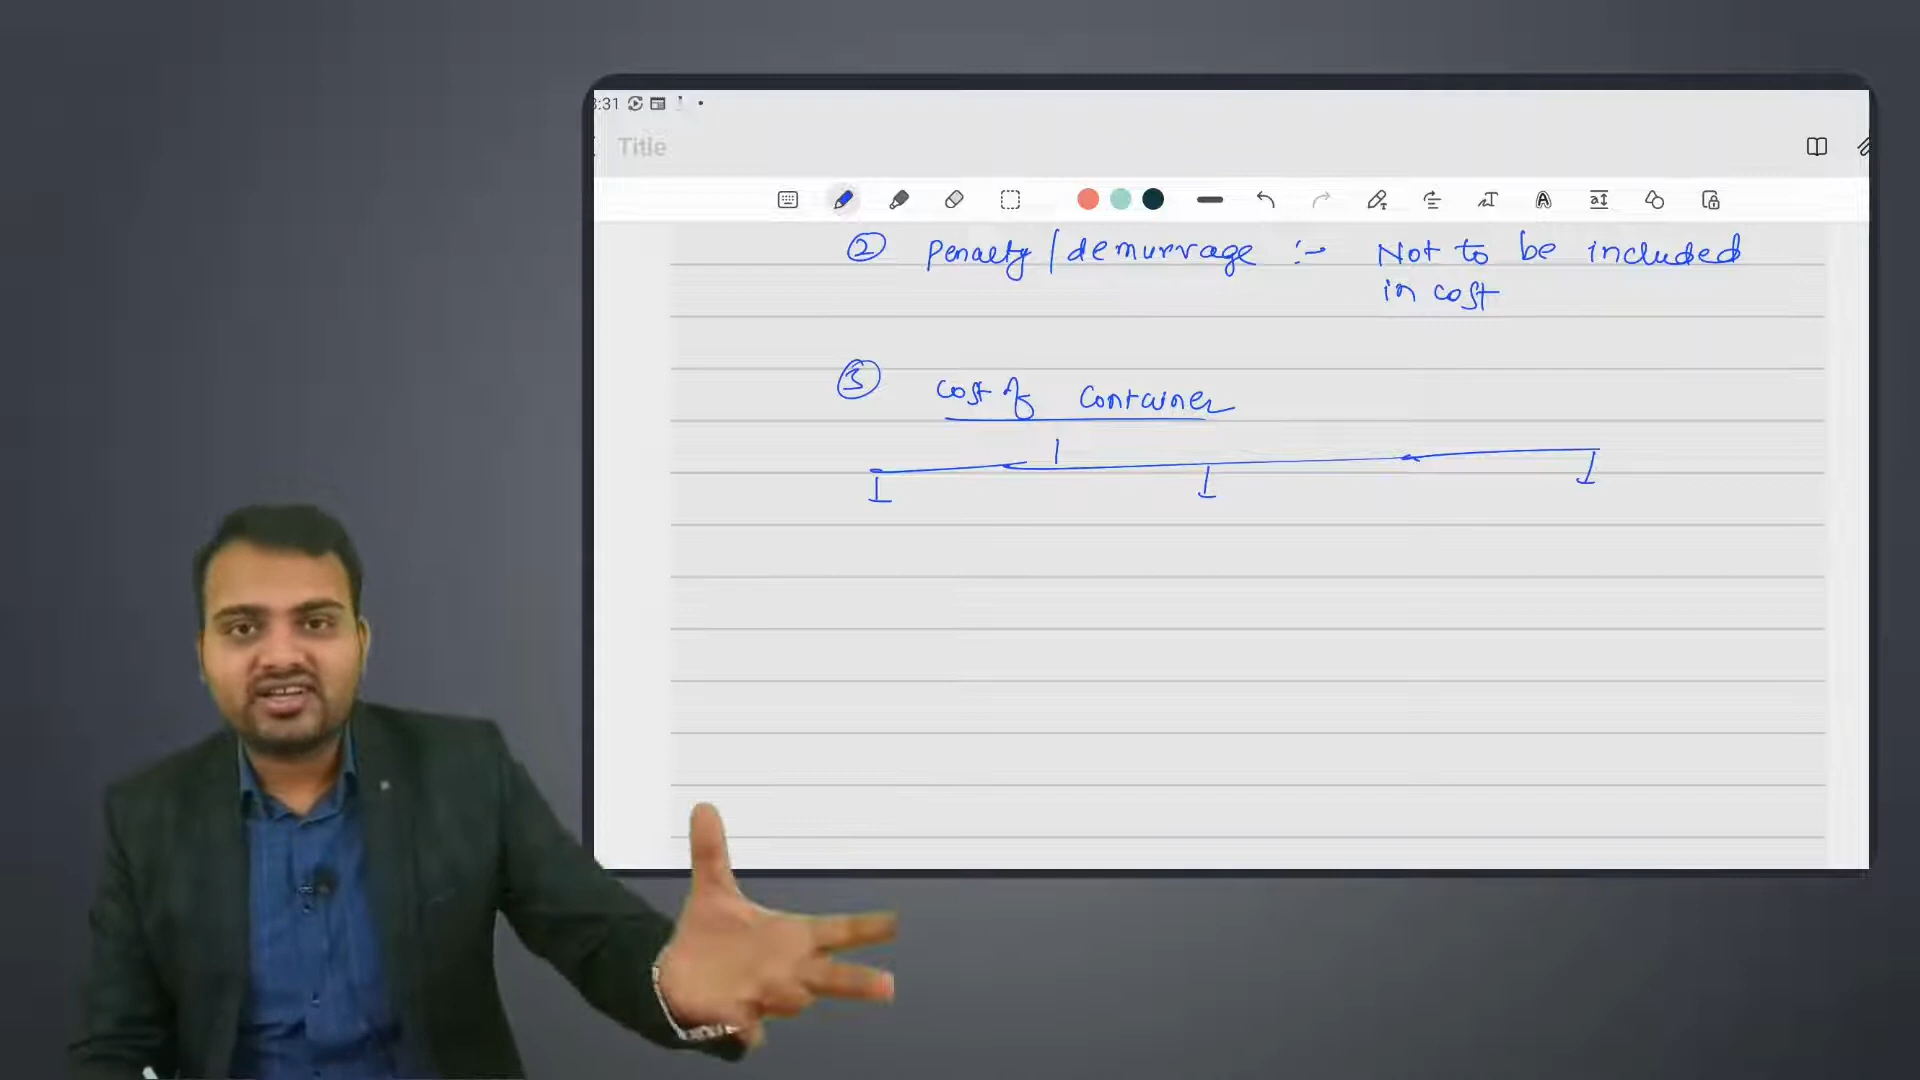 :31
Title
② Penalty/demurrage :- Not to be included
in cost
③ Cost of Container